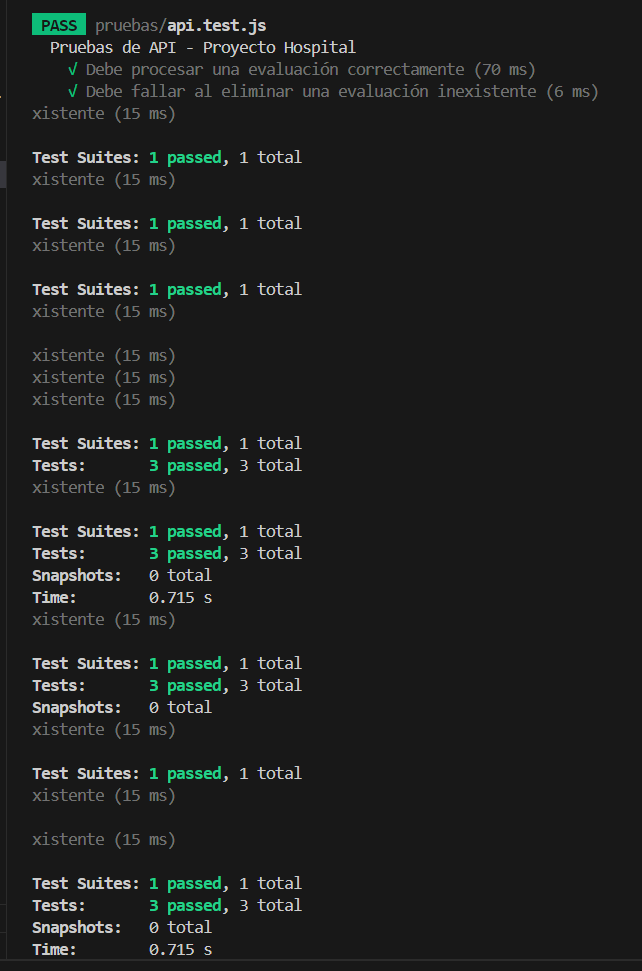 PASS pruebas/api.test.js
Pruebas de API - Proyecto Hospital
√ Debe procesar una evaluación correctamente (70 ms)
√ Debe fallar al eliminar una evaluación inexistente (6 ms)
xistente (15 ms)
Test Suites: 1 passed, 1 total
xistente (15 ms)
Test Suites: 1 passed, 1 total
xistente (15 ms)
Test Suites: 1 passed, 1 total
xistente (15 ms)
xistente (15 ms)
xistente (15 ms)
xistente (15 ms)
Test Suites: 1 passed, 1 total
Tests: 3 passed, 3 total
xistente (15 ms)
Test Suites: 1 passed, 1 total
Tests: 3 passed, 3 total
Snapshots: 0 total
Time: 0.715 s
xistente (15 ms)
Test Suites: 1 passed, 1 total
Tests: 3 passed, 3 total
Snapshots: 0 total
xistente (15 ms)
Test Suites: 1 passed, 1 total
xistente (15 ms)
xistente (15 ms)
Test Suites: 1 passed, 1 total
Tests: 3 passed, 3 total
Snapshots: 0 total
Time: 0.715 s